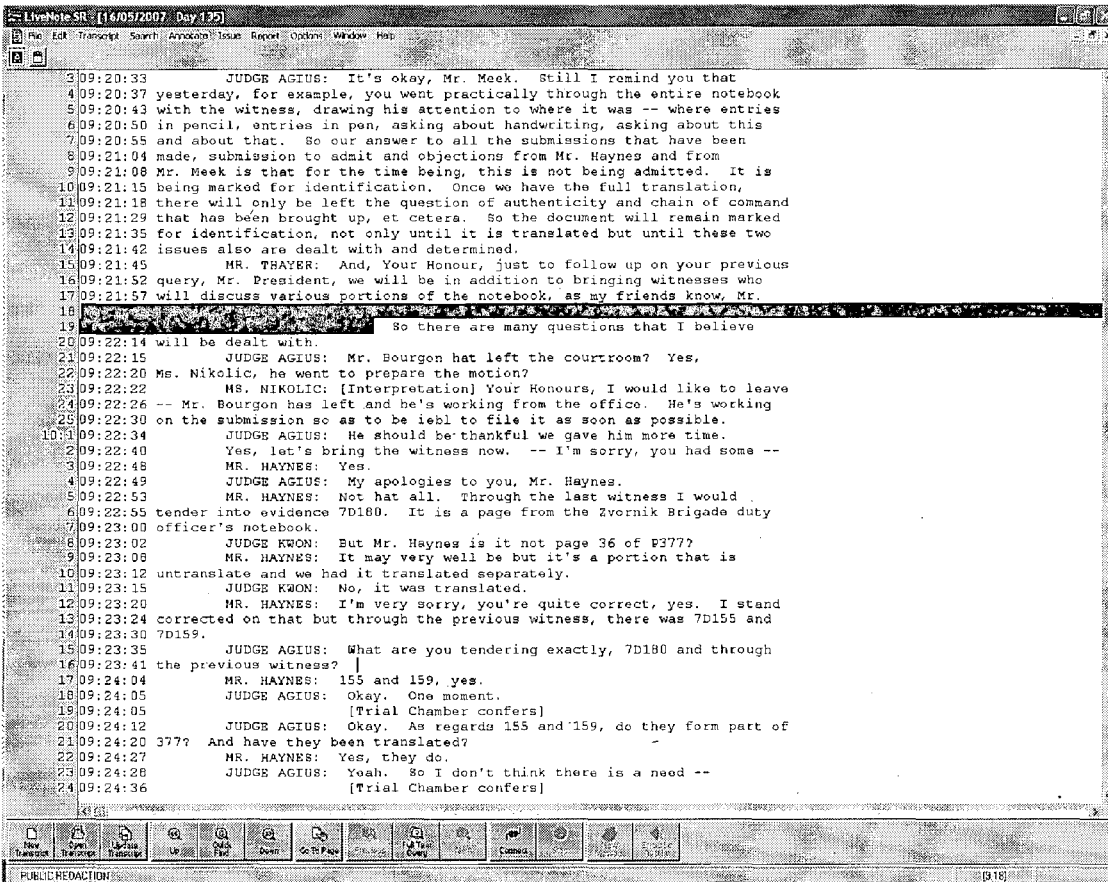 LiveNote SR - [16/05/2007 Day 135]
File Edit Transcript Search Annotate Issue Report Options Window Help
3 09:20:33 JUDGE AGIUS: It's okay, Mr. Meek. Still I remind you that
4 09:20:37 yesterday, for example, you went practically through the entire notebook
5 09:20:43 with the witness, drawing his attention to where it was -- where entries
6 09:20:50 in pencil, entries in pen, asking about handwriting, asking about this
7 09:20:55 and about that. So our answer to all the submissions that have been
8 09:21:04 made, submission to admit and objections from Mr. Haynes and from
9 09:21:08 Mr. Meek is that for the time being, this is not being admitted. It is
10 09:21:15 being marked for identification. Once we have the full translation,
11 09:21:18 there will only be left the question of authenticity and chain of command
12 09:21:29 that has been brought up, et cetera. So the document will remain marked
13 09:21:35 for identification, not only until it is translated but until these two
14 09:21:42 issues also are dealt with and determined.
15 09:21:45 MR. THAYER: And, Your Honour, just to follow up on your previous
16 09:21:52 query, Mr. President, we will be in addition to bringing witnesses who
17 09:21:57 will discuss various portions of the notebook, as my friends know, Mr.
18
19 So there are many questions that I believe
20 09:22:14 will be dealt with.
21 09:22:15 JUDGE AGIUS: Mr. Bourgon hat left the courtroom? Yes,
22 09:22:20 Ms. Nikolic, he went to prepare the motion?
23 09:22:22 MS. NIKOLIC: [Interpretation] Your Honours, I would like to leave
24 09:22:26 -- Mr. Bourgon has left and he's working from the office. He's working
25 09:22:30 on the submission so as to be iebl to file it as soon as possible.
10:1 09:22:34 JUDGE AGIUS: He should be thankful we gave him more time.
2 09:22:40 Yes, let's bring the witness now. -- I'm sorry, you had some --
3 09:22:48 MR. HAYNES: Yes.
4 09:22:49 JUDGE AGIUS: My apologies to you, Mr. Haynes.
5 09:22:53 MR. HAYNES: Not hat all. Through the last witness I would
6 09:22:55 tender into evidence 7D180. It is a page from the Zvornik Brigade duty
7 09:23:00 officer's notebook.
8 09:23:02 JUDGE KWON: But Mr. Haynes is it not page 36 of P377?
9 09:23:08 MR. HAYNES: It may very well be but it's a portion that is
10 09:23:12 untranslate and we had it translated separately.
11 09:23:15 JUDGE KWON: No, it was translated.
12 09:23:20 MR. HAYNES: I'm very sorry, you're quite correct, yes. I stand
13 09:23:24 corrected on that but through the previous witness, there was 7D155 and
14 09:23:30 7D159.
15 09:23:35 JUDGE AGIUS: What are you tendering exactly, 7D180 and through
16 09:23:41 the previous witness?
17 09:24:04 MR. HAYNES: 155 and 159, yes.
18 09:24:05 JUDGE AGIUS: Okay. One moment.
19 09:24:05 [Trial Chamber confers]
20 09:24:12 JUDGE AGIUS: Okay. As regards 155 and 159, do they form part of
21 09:24:20 377? And have they been translated?
22 09:24:27 MR. HAYNES: Yes, they do.
23 09:24:28 JUDGE AGIUS: Yeah. So I don't think there is a need --
24 09:24:36 [Trial Chamber confers]
New Transcript Open Transcript Update Transcript Up Quick Find Down Go To Page Previous Full Text Query Connect
PUBLIC REDACTION [9.18]